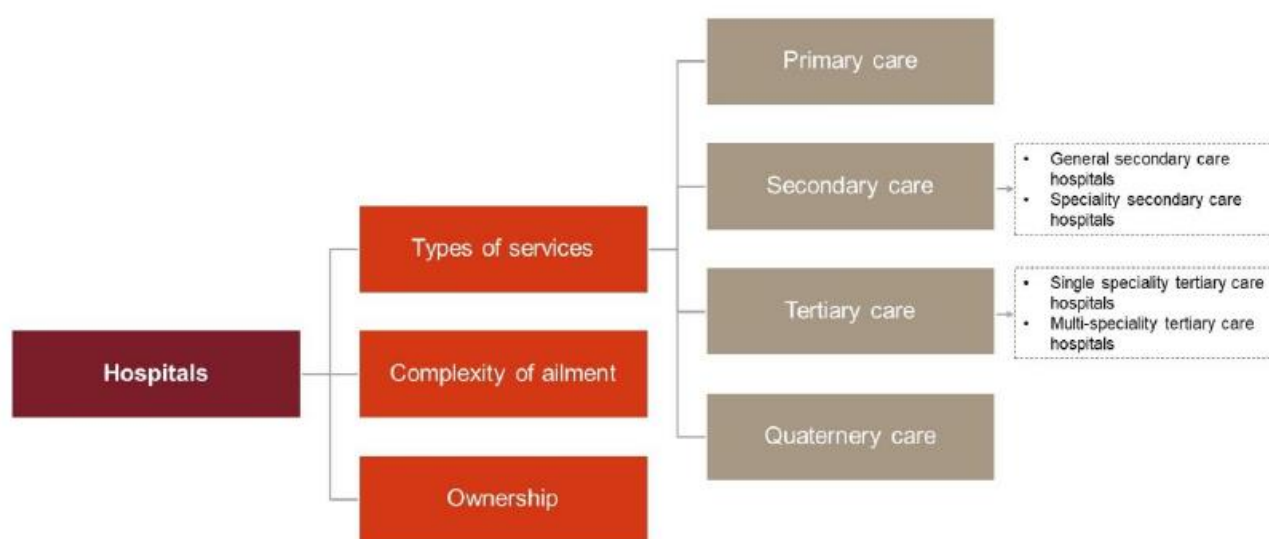 Primary care
Secondary care
• General secondary care
hospitals
• Speciality secondary care
hospitals
Types of services
Tertiary care
• Single speciality tertiary care
hospitals
• Multi-speciality tertiary care
hospitals
Hospitals
Complexity of ailment
Quaternery care
Ownership